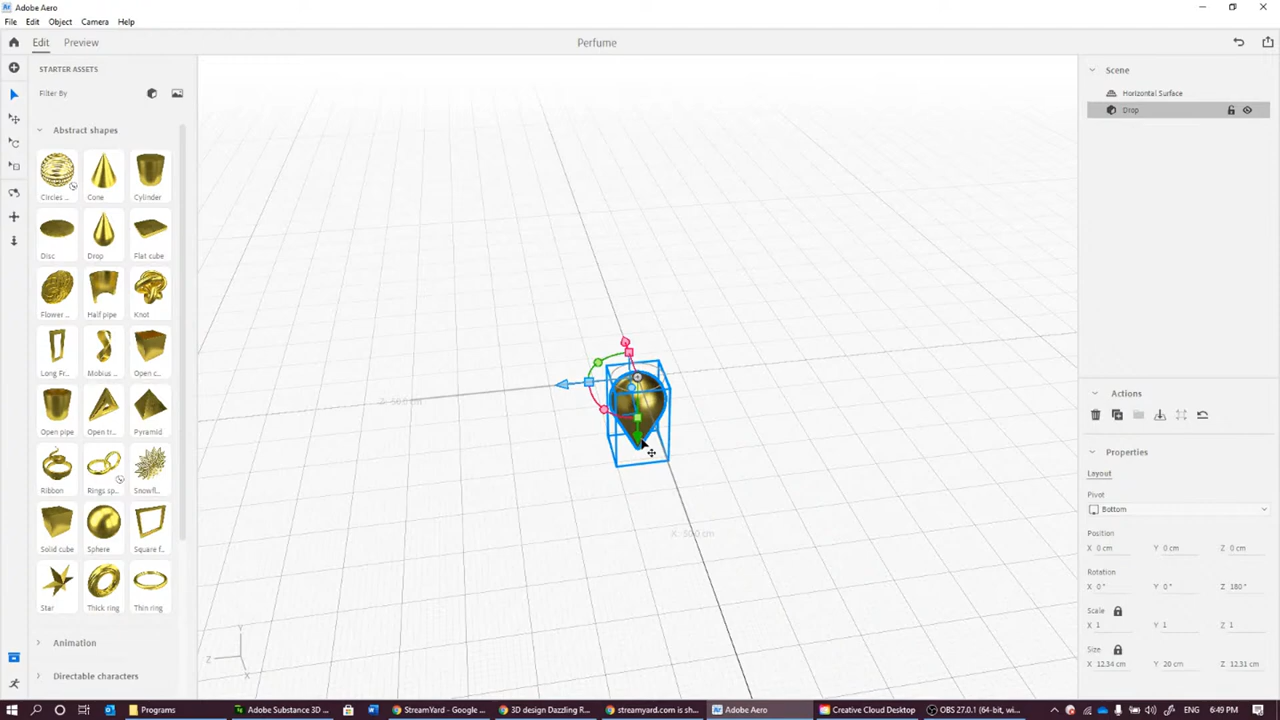 Adobe Aero
File Edit Object Camera Help
Edit Preview Perfume
STARTER ASSETS
Filter By
Abstract shapes
Circles ... Cone Cylinder
Disc Drop Flat cube
Flower ... Half pipe Knot
Long Fr... Mobius ... Open c...
Open pipe Open tr... Pyramid
Ribbon Rings sp... Snowfl...
Solid cube Sphere Square f...
Star Thick ring Thin ring
Animation
Directable characters
Z: 50.0 cm
X: 50.0 cm
Y
Z
X
Scene
Horizontal Surface
Drop
Actions
Properties
Layout
Pivot
Bottom
Position
X 0 cm Y 0 cm Z 0 cm
Rotation
X 0° Y 0° Z 180°
Scale
X 1 Y 1 Z 1
Size
X 12.34 cm Y 20 cm Z 12.31 cm
Programs Adobe Substance 3D ... StreamYard - Google ... 3D design Dazzling R... streamyard.com is sh... Adobe Aero Creative Cloud Desktop OBS 27.0.1 (64-bit, wi... ENG 6:49 PM